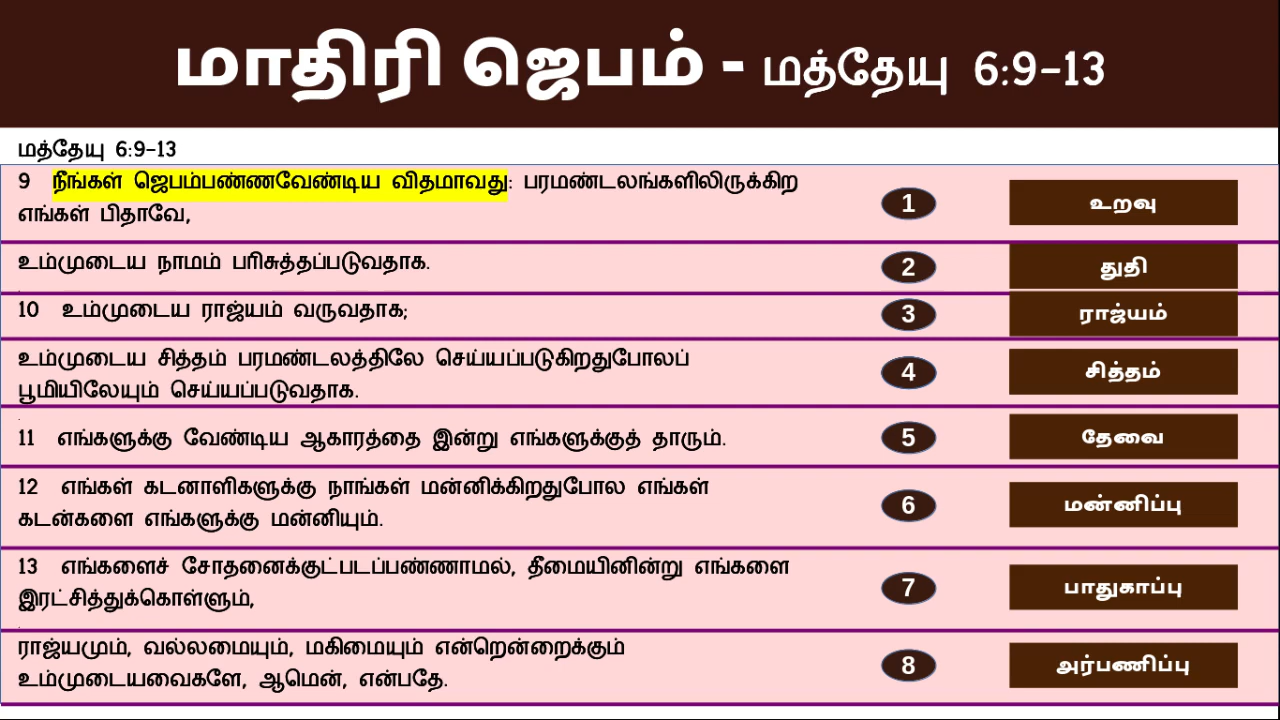 மாதிரி ஜெபம் - மத்தேயு 6:9-13
மத்தேயு 6:9-13
9 நீங்கள் ஜெபம்பண்ணவேண்டிய விதமாவது: பரமண்டலங்களிலிருக்கிற
எங்கள் பிதாவே,
1
உறவு
உம்முடைய நாமம் பரிசுத்தப்படுவதாக.
2
துதி
10 உம்முடைய ராஜ்யம் வருவதாக;
3
ராஜ்யம்
உம்முடைய சித்தம் பரமண்டலத்திலே செய்யப்படுகிறதுபோலப்
பூமியிலேயும் செய்யப்படுவதாக.
4
சித்தம்
11 எங்களுக்கு வேண்டிய ஆகாரத்தை இன்று எங்களுக்குத் தாரும்.
5
தேவை
12 எங்கள் கடனாளிகளுக்கு நாங்கள் மன்னிக்கிறதுபோல எங்கள்
கடன்களை எங்களுக்கு மன்னியும்.
6
மன்னிப்பு
13 எங்களைச் சோதனைக்குட்படப்பண்ணாமல், தீமையினின்று எங்களை
இரட்சித்துக்கொள்ளும்,
7
பாதுகாப்பு
ராஜ்யமும், வல்லமையும், மகிமையும் என்றென்றைக்கும்
உம்முடையவைகளே, ஆமென், என்பதே.
8
அர்பணிப்பு